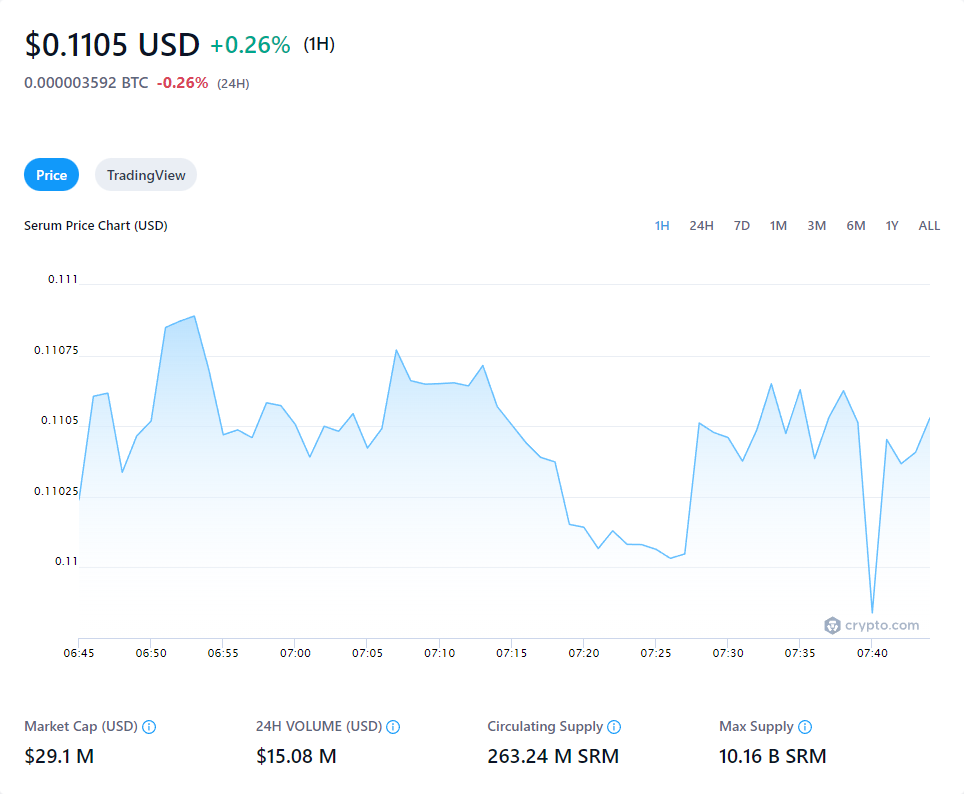 $0.1105 USD +0.26% (1H)
0.000003592 BTC -0.26% (24H)
Price TradingView
Serum Price Chart (USD) 1H 24H 7D 1M 3M 6M 1Y ALL
0.111
0.11075
0.1105
0.11025
0.11
crypto.com
06:45 06:50 06:55 07:00 07:05 07:10 07:15 07:20 07:25 07:30 07:35 07:40
Market Cap (USD) 24H VOLUME (USD) Circulating Supply Max Supply
$29.1 M $15.08 M 263.24 M SRM 10.16 B SRM